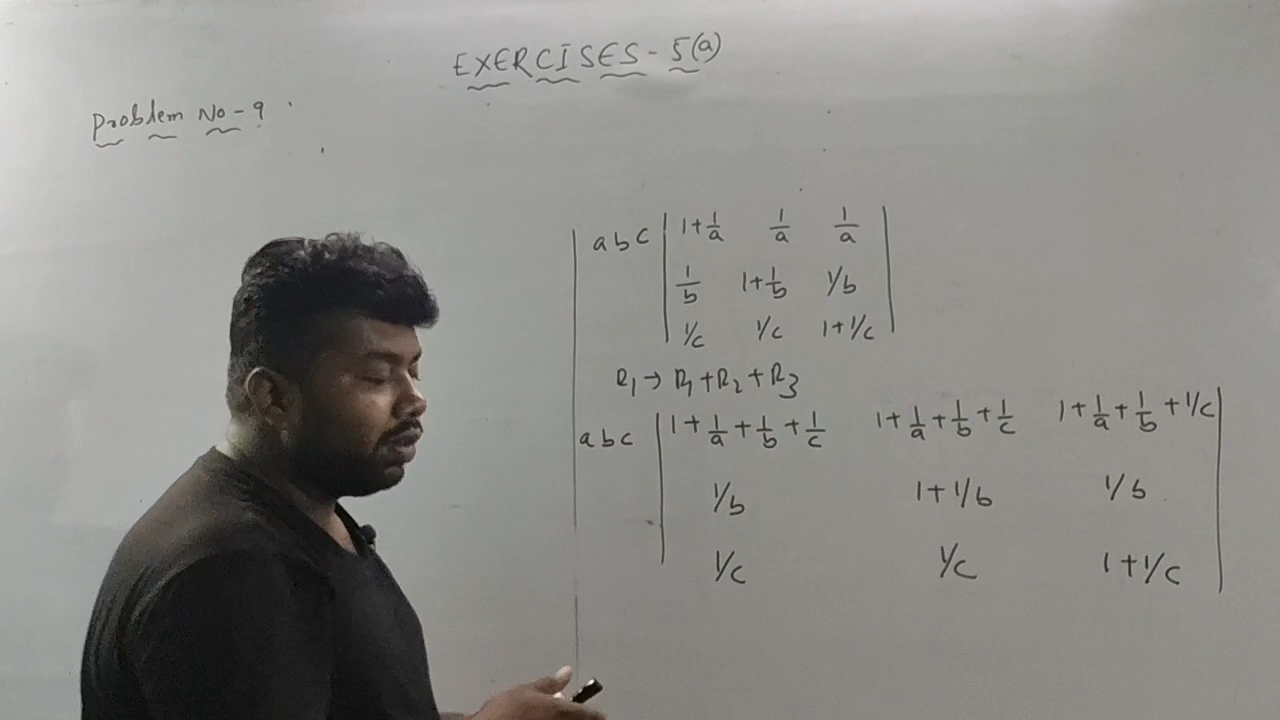 EXERCISES - 5(a)
Problem No - 9
abc | 1+1/a 1/a 1/a |
| 1/b 1+1/b 1/b |
| 1/c 1/c 1+1/c |
R1 → R1+R2+R3
abc | 1+1/a+1/b+1/c 1+1/a+1/b+1/c 1+1/a+1/b+1/c |
| 1/b 1+1/b 1/b |
| 1/c 1/c 1+1/c |